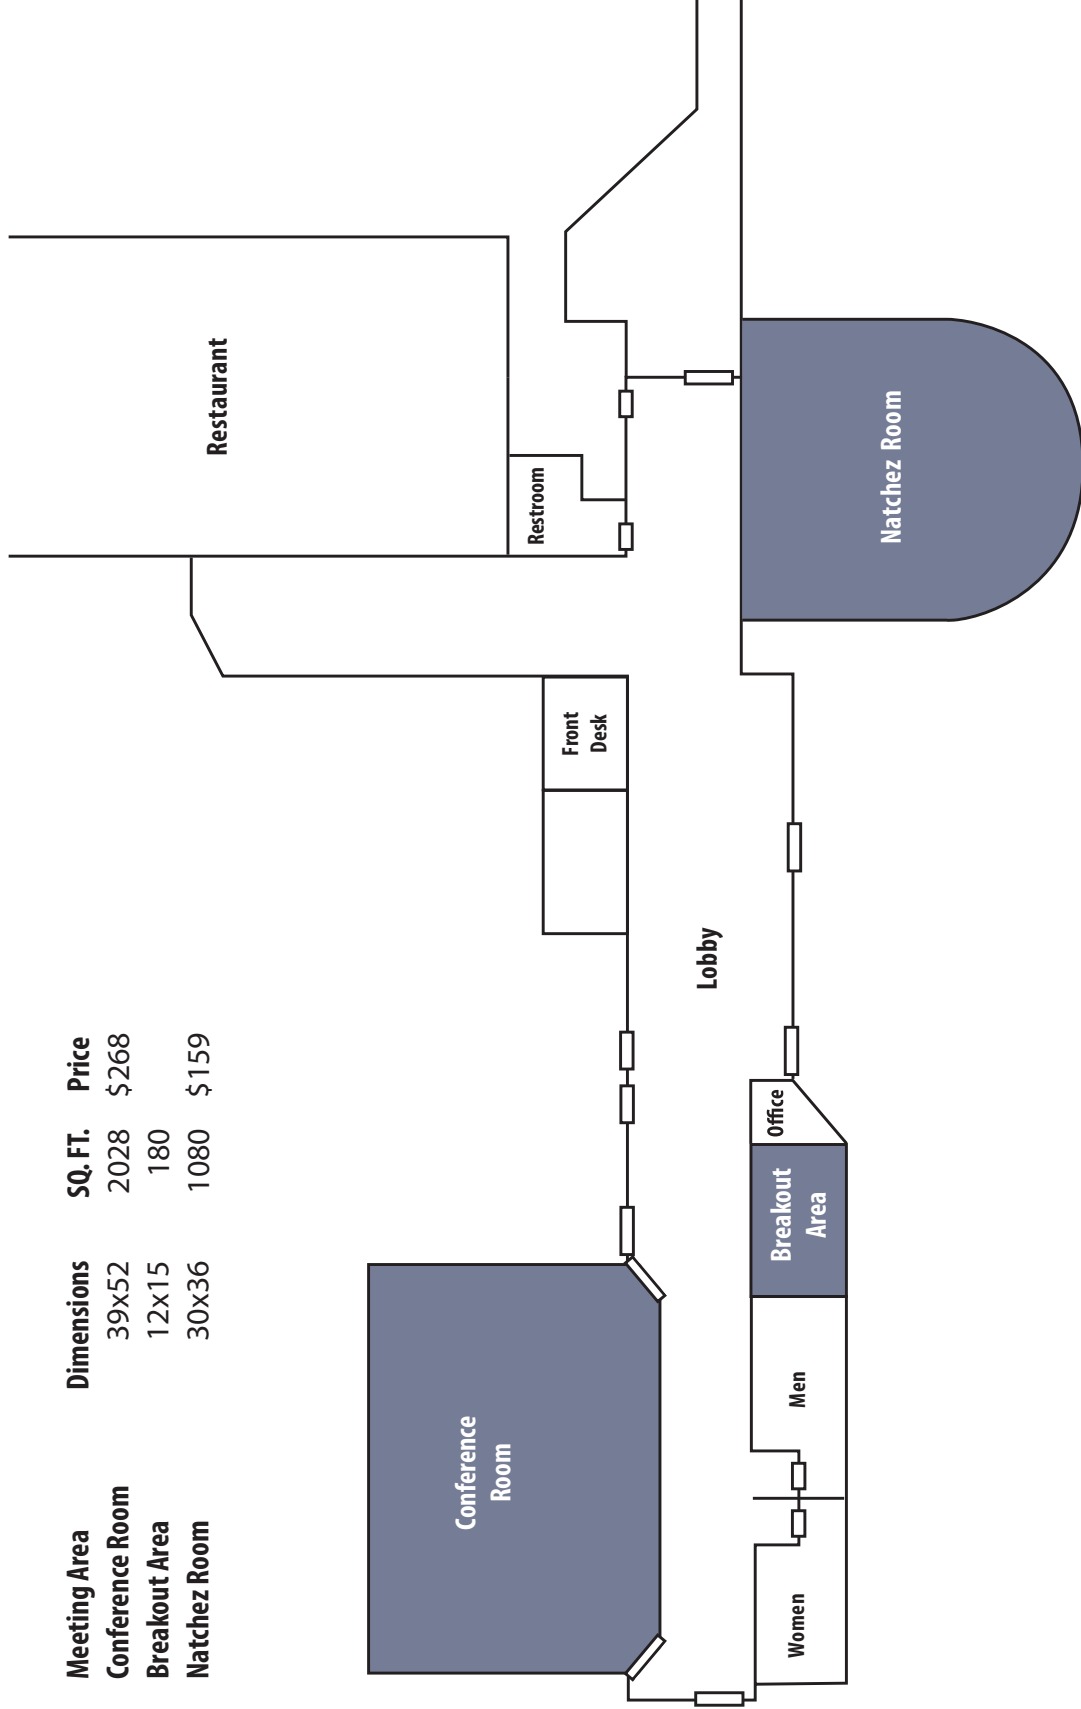 Meeting Area Dimensions SQ. FT. Price
Conference Room 39x52 2028 $268
Breakout Area 12x15 180
Natchez Room 30x36 1080 $159
Restaurant
Restroom
Front
Desk
Conference
Room
Lobby
Women
Men
Breakout
Area
Office
Natchez Room